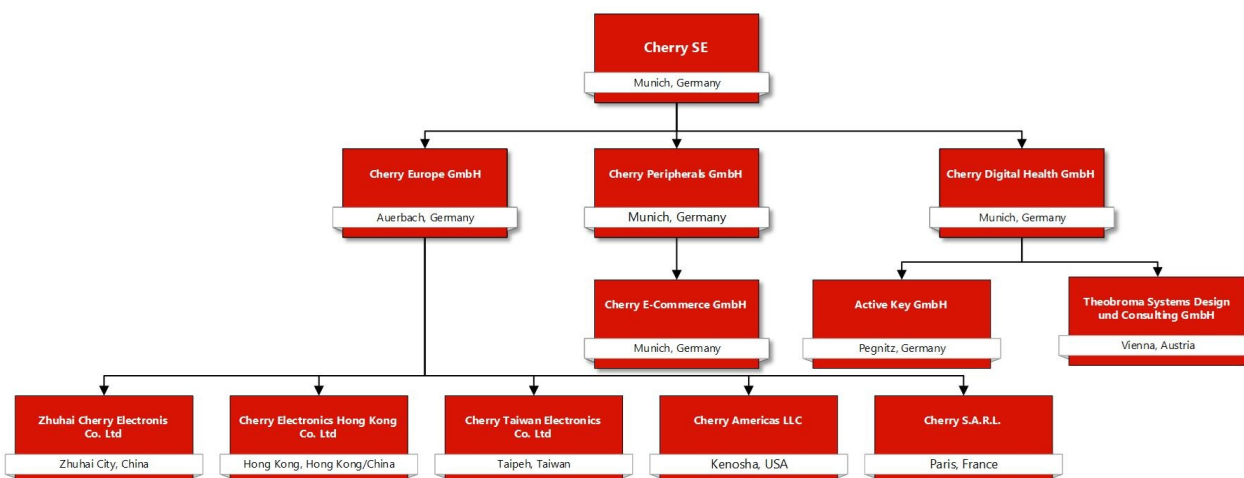 Cherry SE
Munich, Germany
Cherry Europe GmbH
Auerbach, Germany
Cherry Peripherals GmbH
Munich, Germany
Cherry Digital Health GmbH
Munich, Germany
Cherry E-Commerce GmbH
Munich, Germany
Active Key GmbH
Pegnitz, Germany
Theobroma Systems Design
und Consulting GmbH
Vienna, Austria
Zhuhai Cherry Electronis
Co. Ltd
Zhuhai City, China
Cherry Electronics Hong Kong
Co. Ltd
Hong Kong, Hong Kong/China
Cherry Taiwan Electronics
Co. Ltd
Taipeh, Taiwan
Cherry Americas LLC
Kenosha, USA
Cherry S.A.R.L.
Paris, France